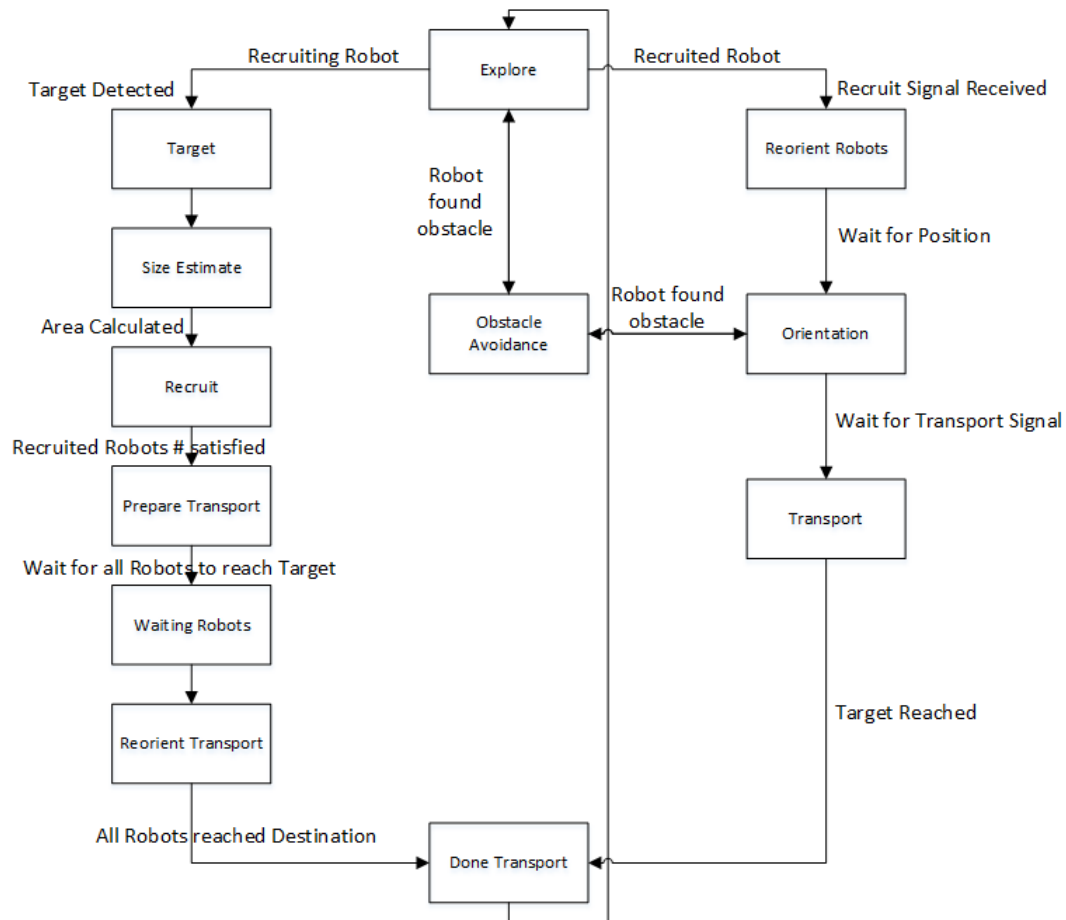 Recruiting Robot
Explore
Recruited Robot
Target Detected
Recruit Signal Received
Target
Reorient Robots
Robot
found
obstacle
Wait for Position
Size Estimate
Area Calculated
Robot found
obstacle
Obstacle
Avoidance
Orientation
Recruit
Wait for Transport Signal
Recruited Robots # satisfied
Prepare Transport
Transport
Wait for all Robots to reach Target
Waiting Robots
Target Reached
Reorient Transport
All Robots reached Destination
Done Transport